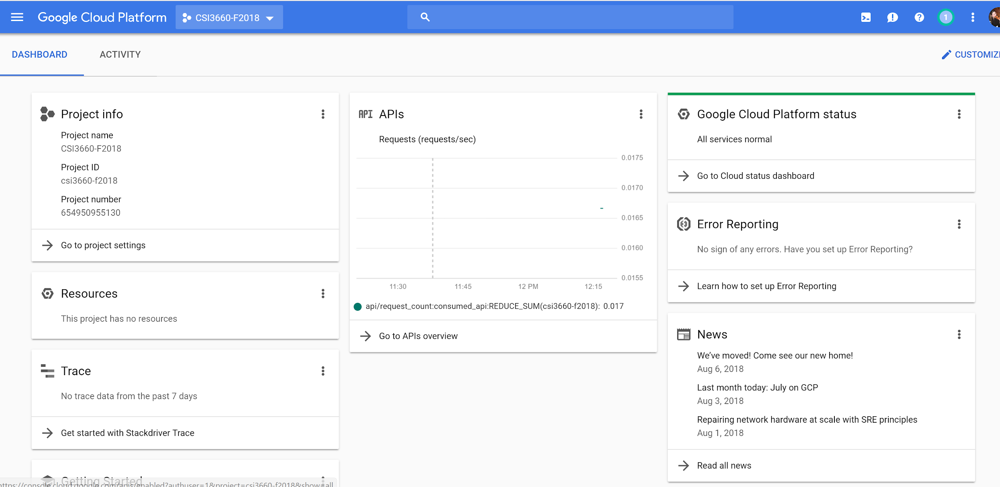 Google Cloud Platform
CSI3660-F2018
1
DASHBOARD
ACTIVITY
CUSTOMIZE
Project info
Project name
CSI3660-F2018
Project ID
csi3660-f2018
Project number
654950955130
Go to project settings
Resources
This project has no resources
Trace
No trace data from the past 7 days
Get started with Stackdriver Trace
Getting Started
https://console.cloud.google.com/apis/enabled?authuser=1&project=csi3660-f2018&show=all
API APIs
Requests (requests/sec)
0.0175
0.0170
0.0165
0.0160
0.0155
11:30 11:45 12 PM 12:15
api/request_count:consumed_api:REDUCE_SUM(csi3660-f2018): 0.017
Go to APIs overview
Google Cloud Platform status
All services normal
Go to Cloud status dashboard
Error Reporting
No sign of any errors. Have you set up Error Reporting?
Learn how to set up Error Reporting
News
We’ve moved! Come see our new home!
Aug 6, 2018
Last month today: July on GCP
Aug 3, 2018
Repairing network hardware at scale with SRE principles
Aug 1, 2018
Read all news